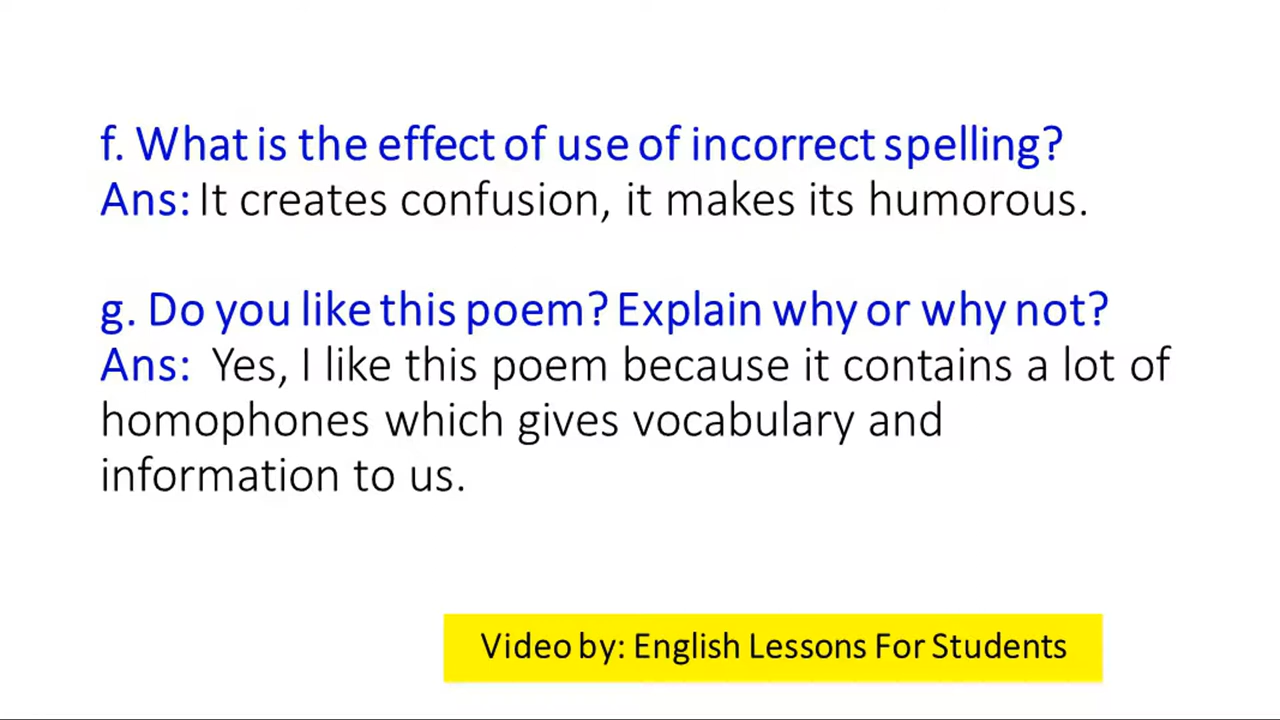 f. What is the effect of use of incorrect spelling?
Ans: It creates confusion, it makes its humorous.
g. Do you like this poem? Explain why or why not?
Ans: Yes, I like this poem because it contains a lot of
homophones which gives vocabulary and
information to us.
Video by: English Lessons For Students